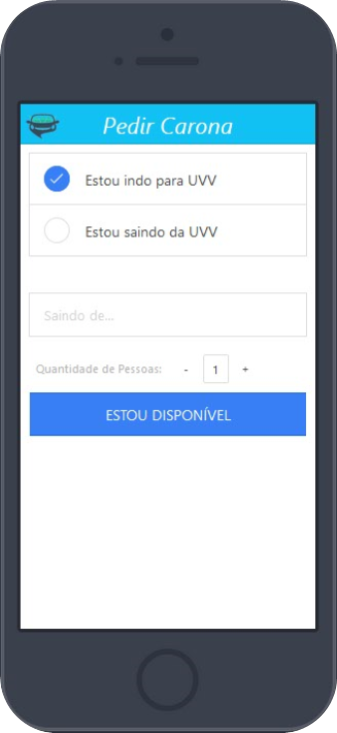 Pedir Carona
Estou indo para UVV
Estou saindo da UVV
Saindo de...
Quantidade de Pessoas: - 1 +
ESTOU DISPONÍVEL